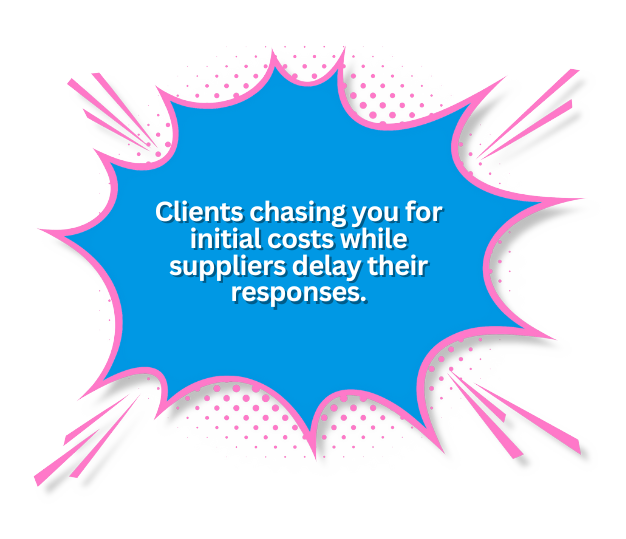 Clients chasing you for
initial costs while
suppliers delay their
responses.